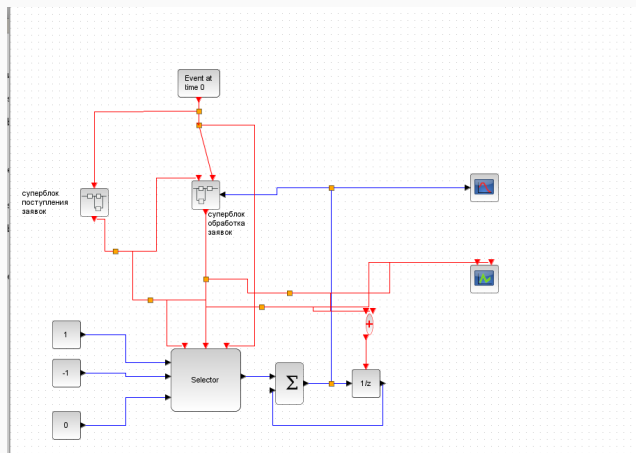 Event at
time 0
суперблок
поступления
заявок
суперблок
обработка
заявок
1
-1
0
Selector
Σ
1/z
+